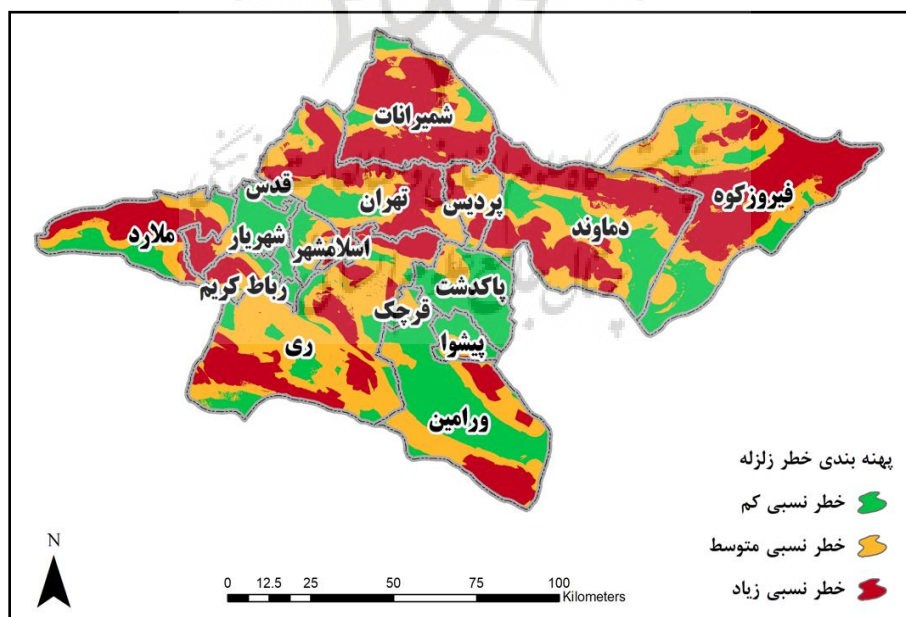 شمیرانات
فیروزکوه
قدس
تهران
پردیس
دماوند
ملارد
شهریار
اسلامشهر
رباط کریم
پاکدشت
قرچک
پیشوا
ری
ورامین
پهنه بندی خطر زلزله
خطر نسبی کم
خطر نسبی متوسط
خطر نسبی زیاد
N
0 12.5 25 50 75 100
Kilometers